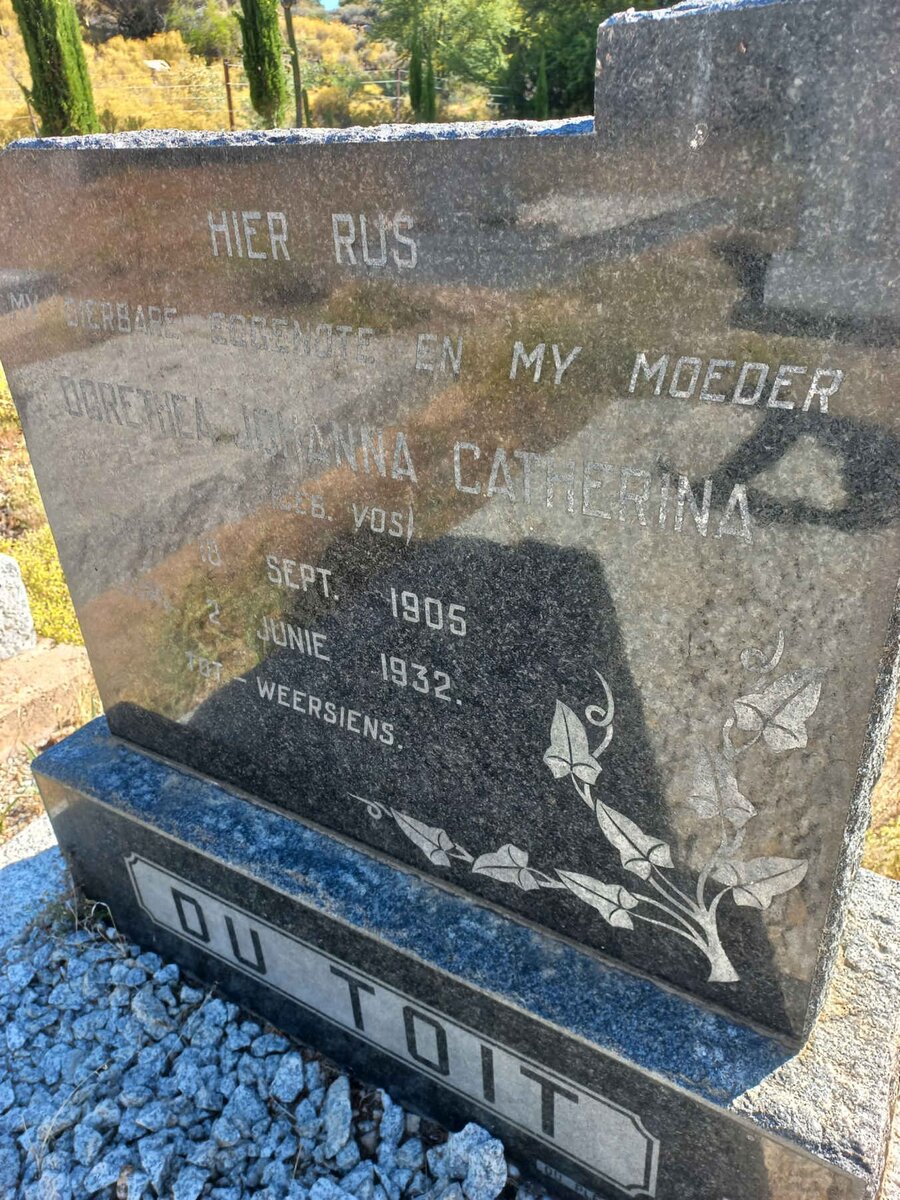 HIER RUS
MY DIERBARE EGGENOTE EN MY MOEDER
DORETHEA JOHANNA CATHERINA
(GEB. VOS)
18 SEPT. 1905
2 JUNIE 1932.
TOT - WEERSIENS.
DU TOIT